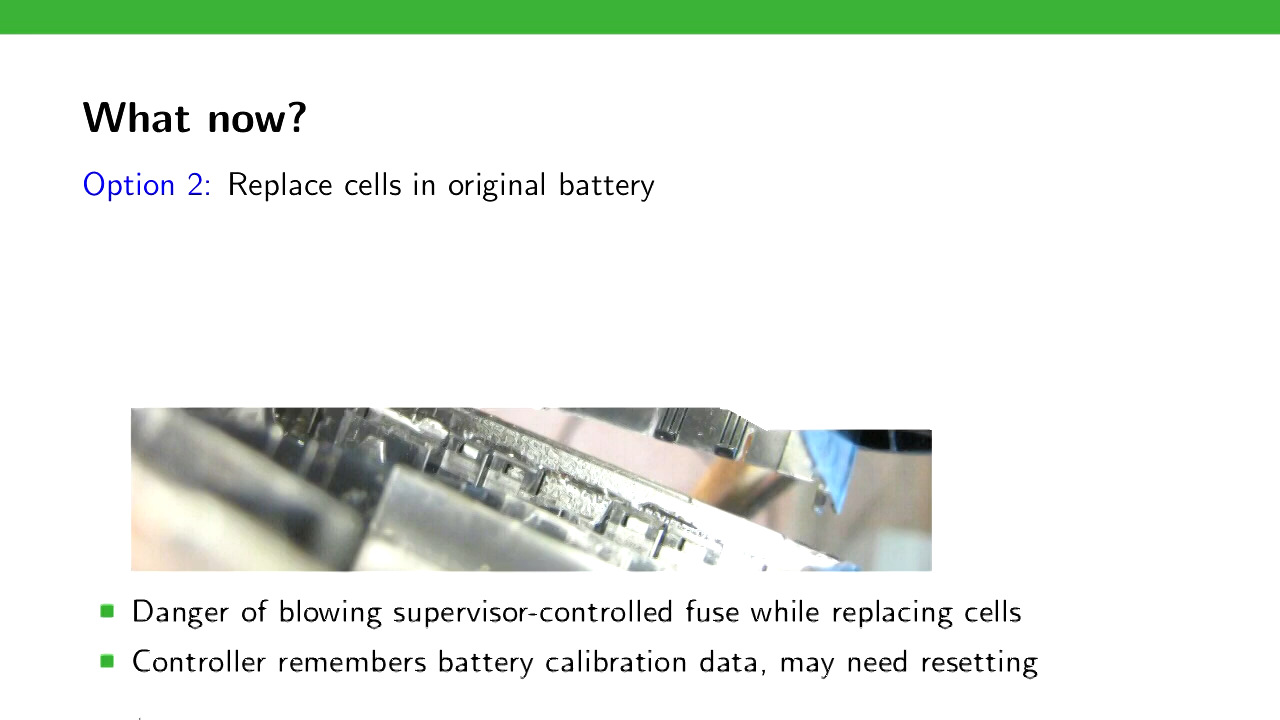 What now?
Option 2: Replace cells in original battery
Danger of blowing supervisor-controlled fuse while replacing cells
Controller remembers battery calibration data, may need resetting